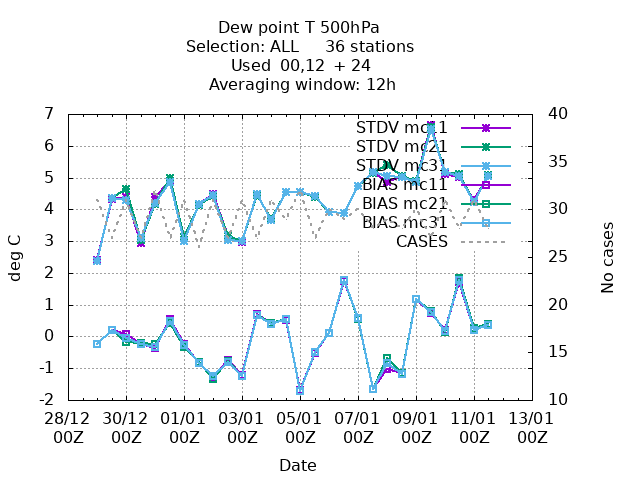 Dew point T 500hPa
Selection: ALL 36 stations
Used 00,12 + 24
Averaging window: 12h
deg C
No cases
7
6
5
4
3
2
1
0
-1
-2
40
35
30
25
20
15
10
STDV mc11
STDV mc21
STDV mc31
BIAS mc11
BIAS mc21
BIAS mc31
CASES
28/12 30/12 01/01 03/01 05/01 07/01 09/01 11/01 13/01
00Z 00Z 00Z 00Z 00Z 00Z 00Z 00Z 00Z
Date